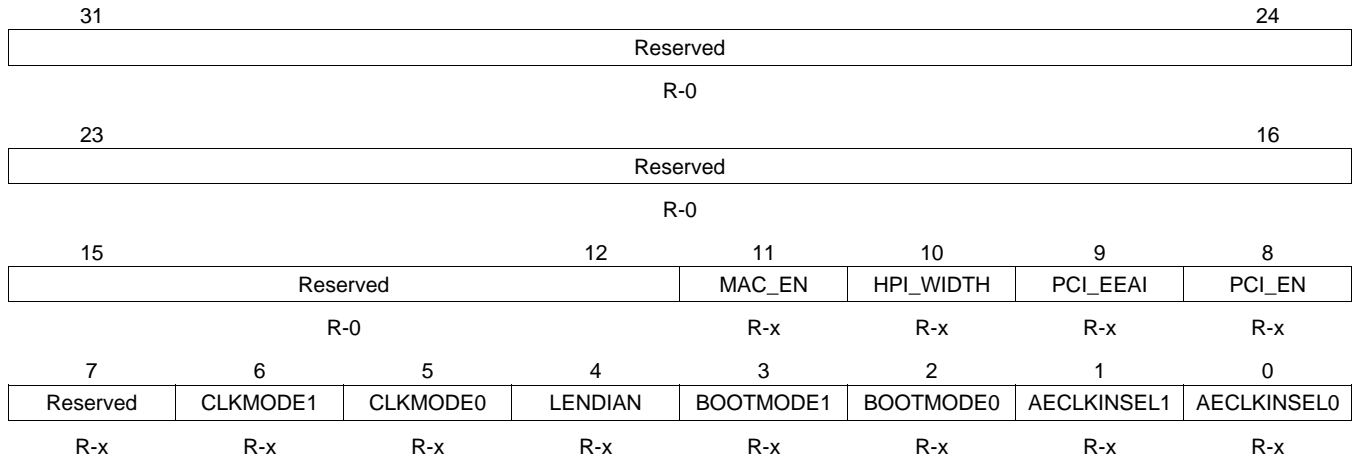 31 24
Reserved
R-0
23 16
Reserved
R-0
15 12 11 10 9 8
Reserved MAC_EN HPI_WIDTH PCI_EEAI PCI_EN
R-0 R-x R-x R-x R-x
7 6 5 4 3 2 1 0
Reserved CLKMODE1 CLKMODE0 LENDIAN BOOTMODE1 BOOTMODE0 AECLKINSEL1 AECLKINSEL0
R-x R-x R-x R-x R-x R-x R-x R-x